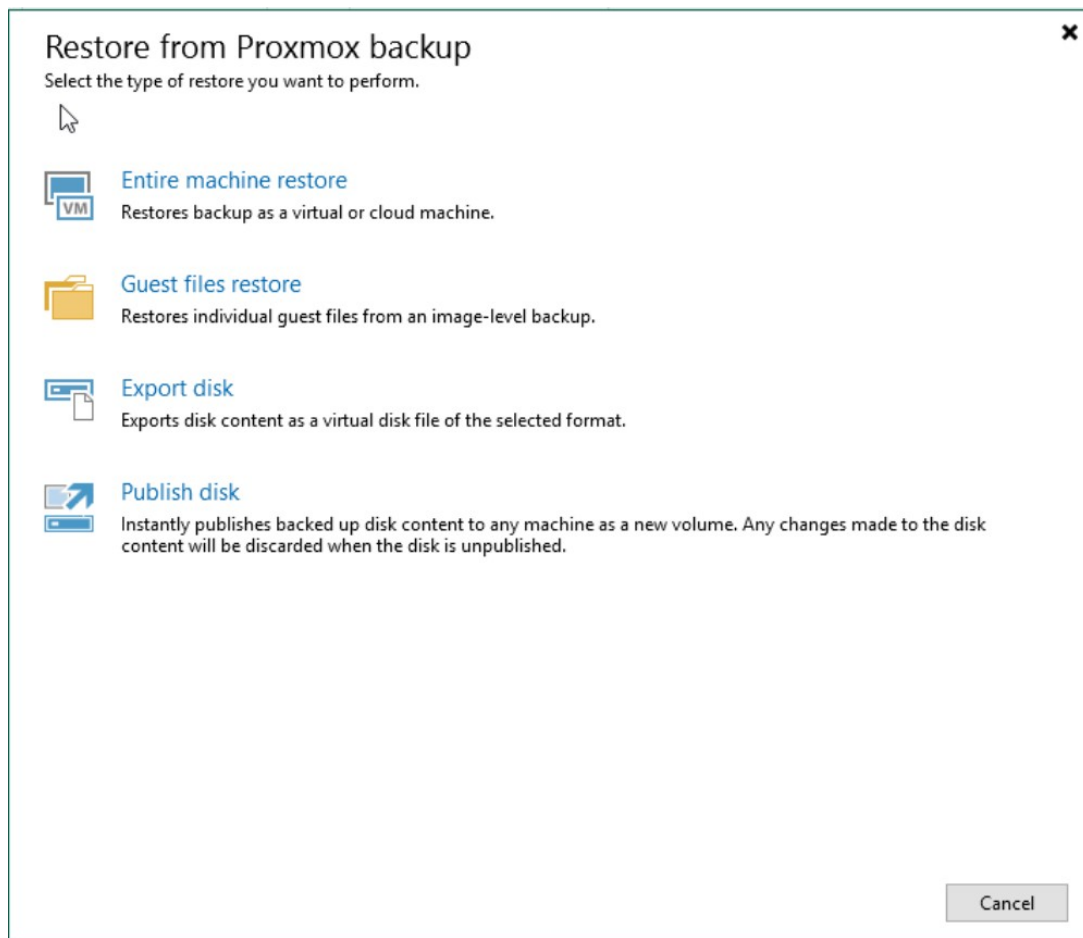 Restore from Proxmox backup
Select the type of restore you want to perform.
Entire machine restore
VM
Restores backup as a virtual or cloud machine.
Guest files restore
Restores individual guest files from an image-level backup.
Export disk
Exports disk content as a virtual disk file of the selected format.
Publish disk
Instantly publishes backed up disk content to any machine as a new volume. Any changes made to the disk
content will be discarded when the disk is unpublished.
Cancel